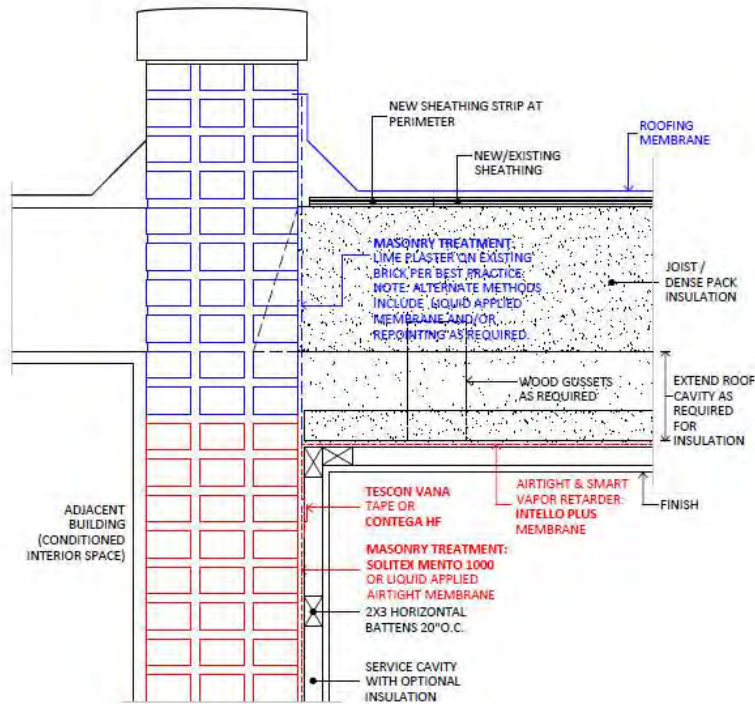 NEW SHEATHING STRIP AT
PERIMETER
ROOFING
MEMBRANE
NEW/EXISTING
SHEATHING
MASONRY TREATMENT
LIME PLASTER ON EXISTING
BRICK PER BEST PRACTICE
NOTE: ALTERNATE METHODS
INCLUDE LIQUID APPLIED
MEMBRANE AND/OR
REPOINTING AS REQUIRED.
JOIST /
DENSE PACK
INSULATION
WOOD GUSSETS
AS REQUIRED
EXTEND ROOF
CAVITY AS
REQUIRED
FOR
INSULATION
TESCON VANA
TAPE OR
CONTEGA HF
AIRTIGHT & SMART
VAPOR RETARDER:
INTELLO PLUS
MEMBRANE
FINISH
ADJACENT
BUILDING
(CONDITIONED
INTERIOR SPACE)
MASONRY TREATMENT:
SOLITEX MENTO 1000
OR LIQUID APPLIED
AIRTIGHT MEMBRANE
2X3 HORIZONTAL
BATTENS 20"O.C.
SERVICE CAVITY
WITH OPTIONAL
INSULATION